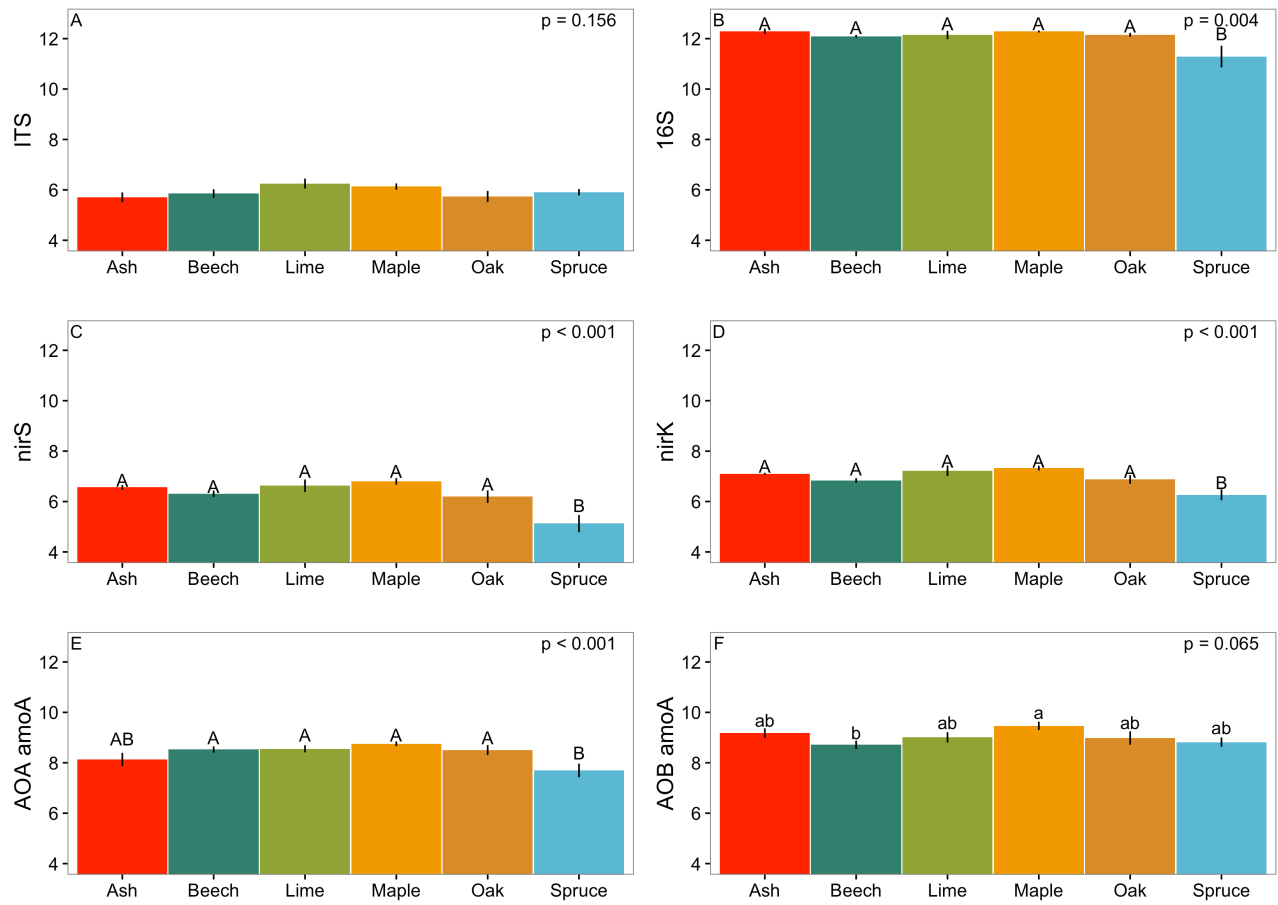 A p = 0.156
ITS
12
10
8
6
4
Ash Beech Lime Maple Oak Spruce
B p = 0.004
16S
12
10
8
6
4
A A A A A B
Ash Beech Lime Maple Oak Spruce
C p < 0.001
nirS
12
10
8
6
4
A A A A A B
Ash Beech Lime Maple Oak Spruce
D p < 0.001
nirK
12
10
8
6
4
A A A A A B
Ash Beech Lime Maple Oak Spruce
E p < 0.001
AOA amoA
12
10
8
6
4
AB A A A A B
Ash Beech Lime Maple Oak Spruce
F p = 0.065
AOB amoA
12
10
8
6
4
ab b ab a ab ab
Ash Beech Lime Maple Oak Spruce